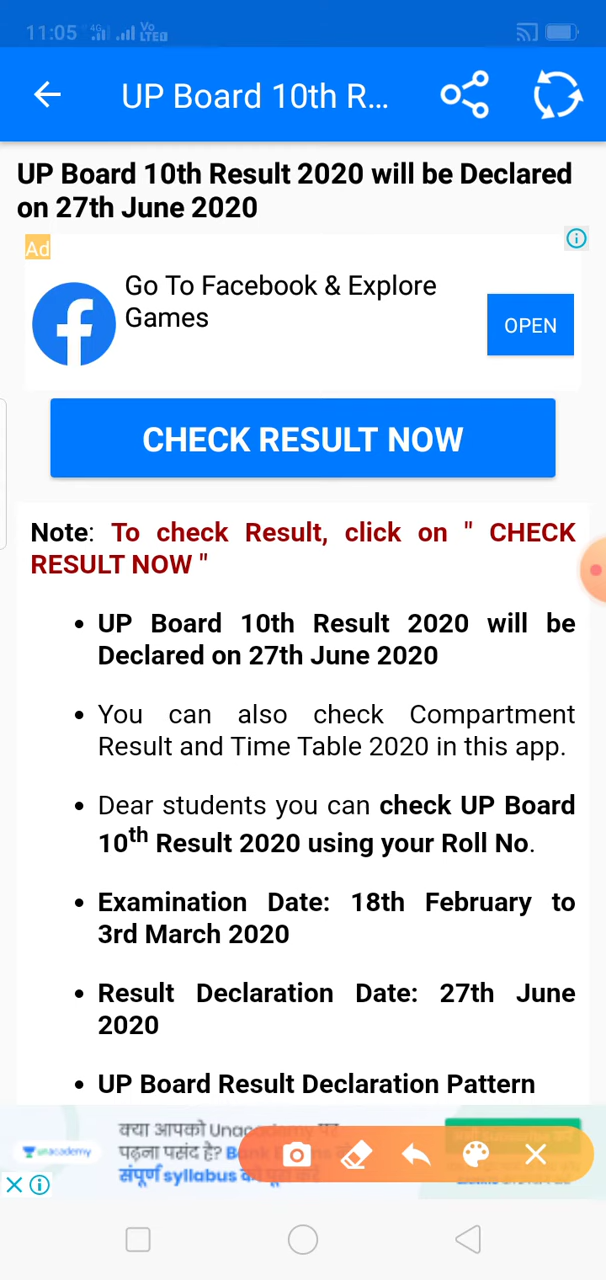 11:05 4G Vo LTE
UP Board 10th R...
UP Board 10th Result 2020 will be Declared
on 27th June 2020
Ad
Go To Facebook & Explore
Games
OPEN
CHECK RESULT NOW
Note: To check Result, click on " CHECK
RESULT NOW "
• UP Board 10th Result 2020 will be
Declared on 27th June 2020
• You can also check Compartment
Result and Time Table 2020 in this app.
• Dear students you can check UP Board
10th Result 2020 using your Roll No.
• Examination Date: 18th February to
3rd March 2020
• Result Declaration Date: 27th June
2020
• UP Board Result Declaration Pattern
क्या आपको
unacademy
पढ़ना पसंद है?
संपूर्ण syllabus